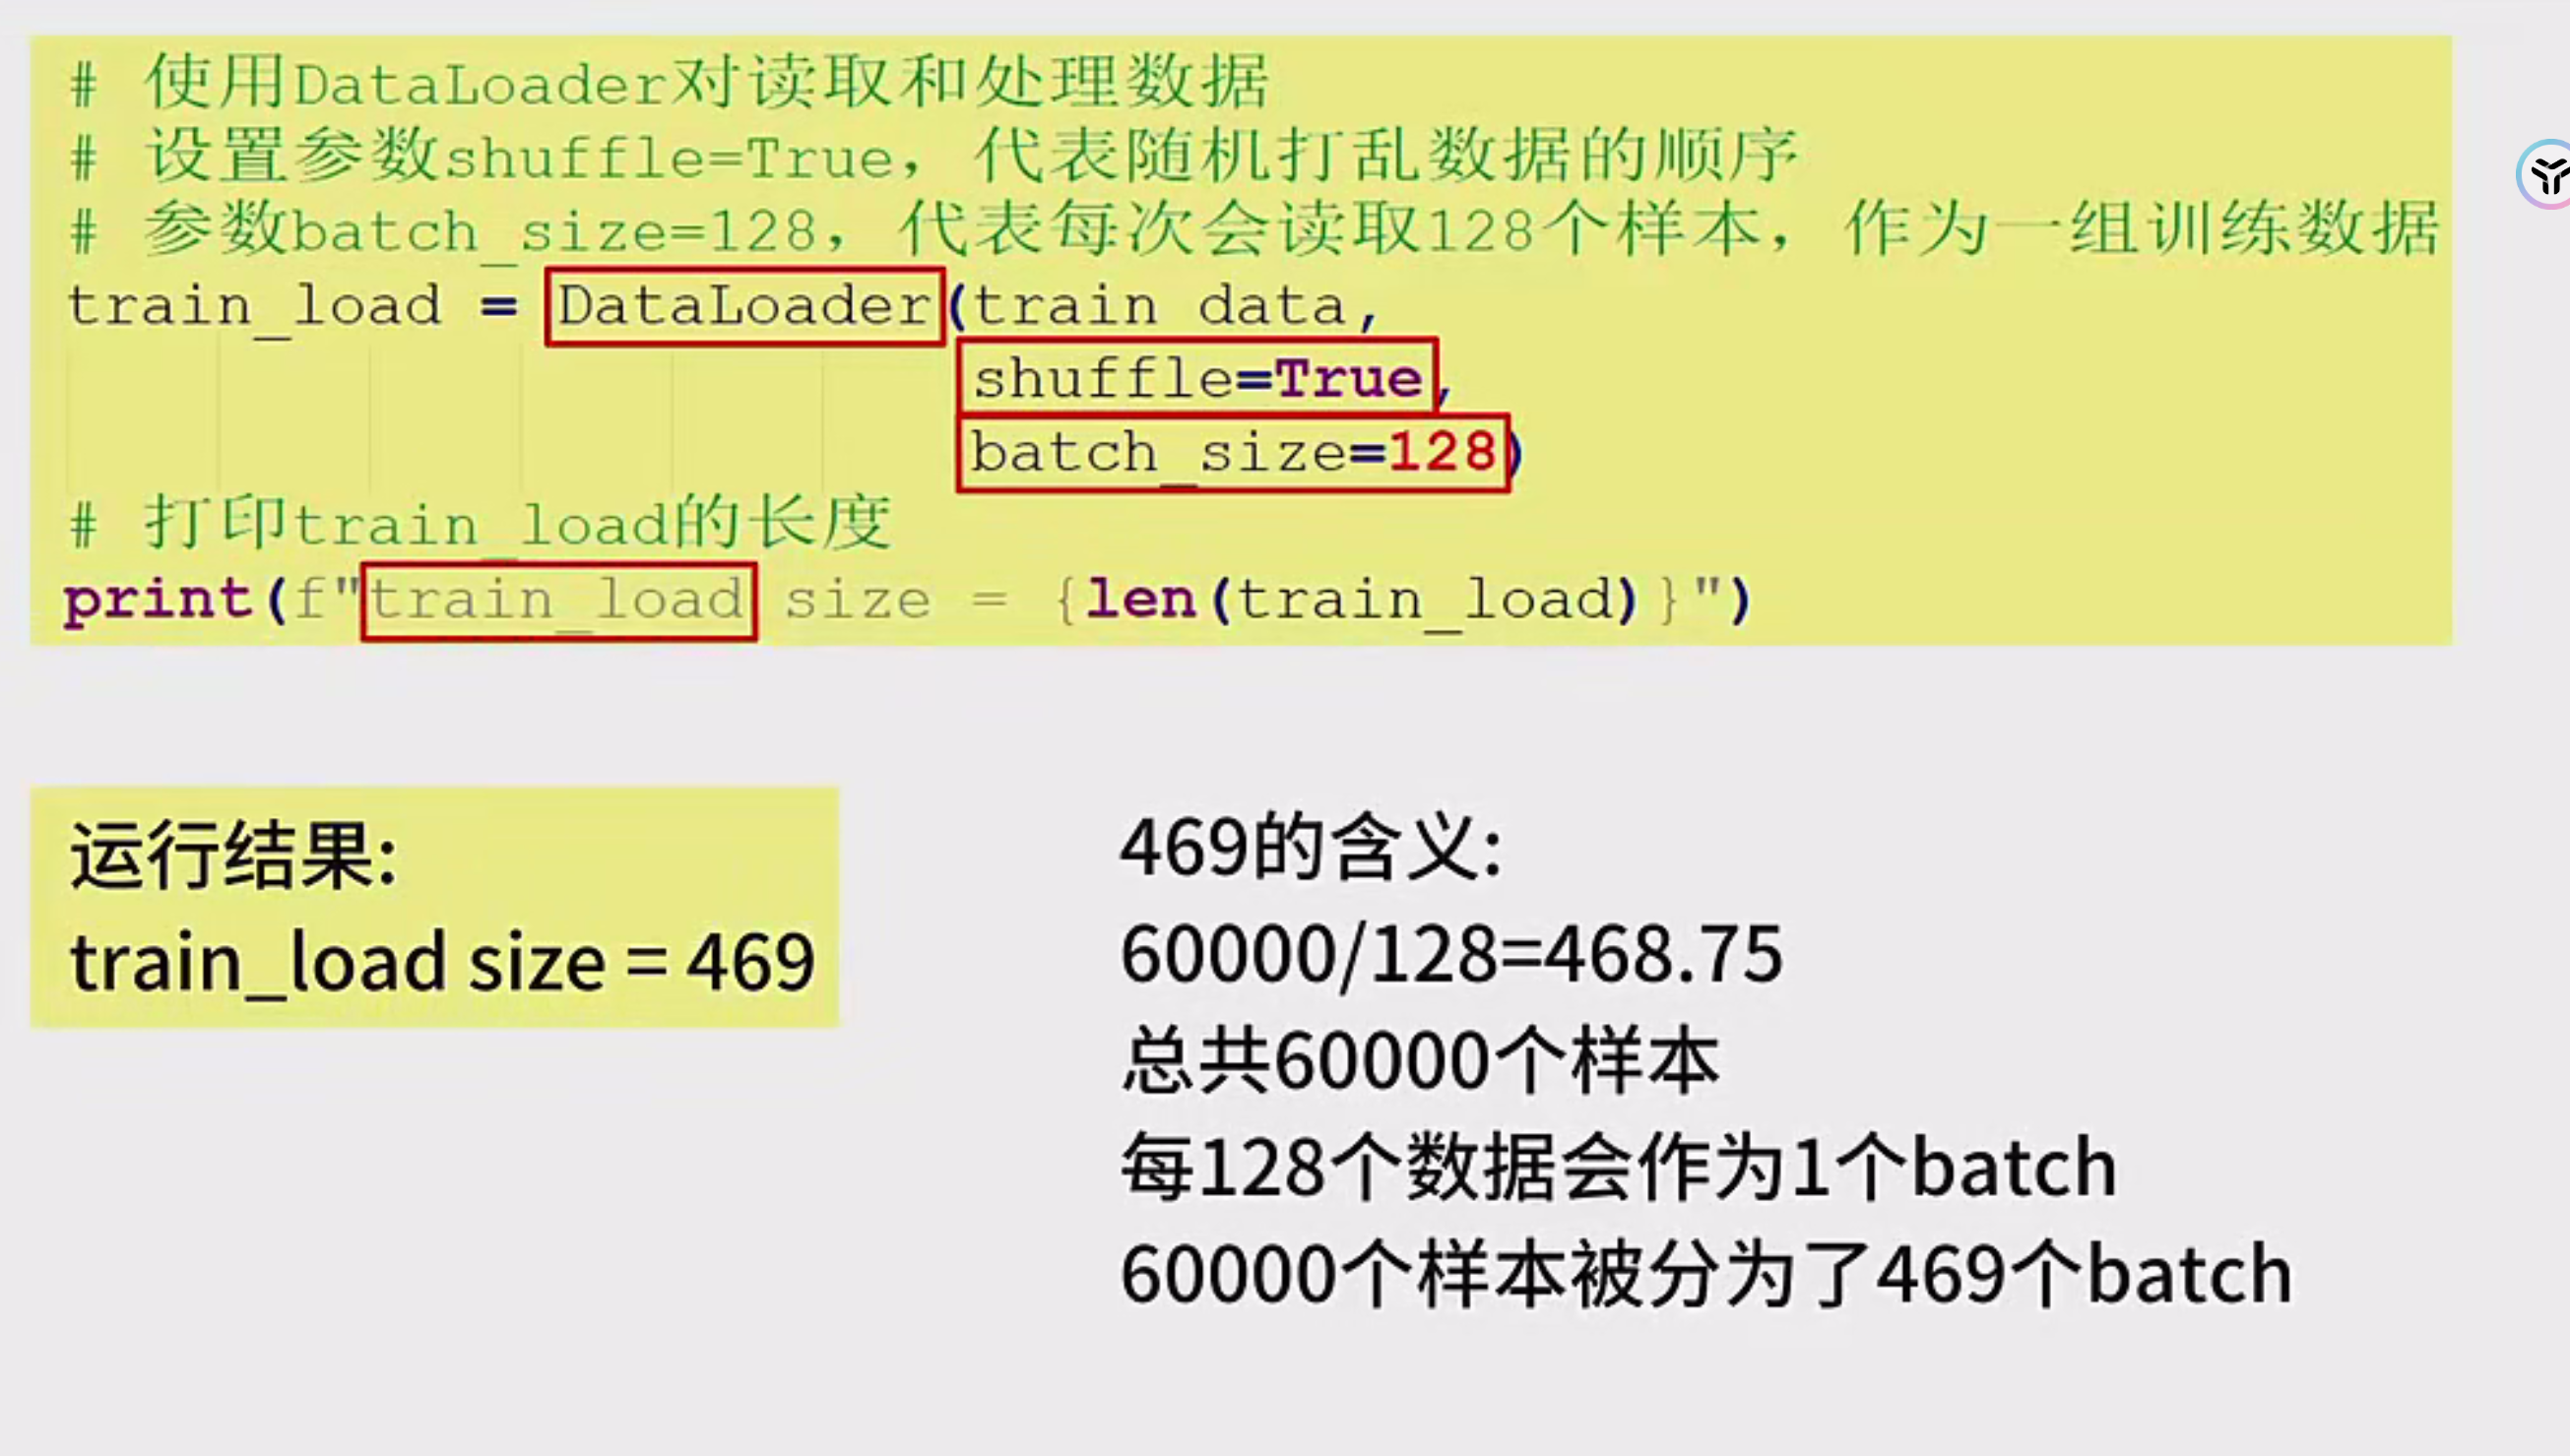 # 使用DataLoader对读取和处理数据
# 设置参数shuffle=True，代表随机打乱数据的顺序
# 参数batch_size=128，代表每次会读取128个样本，作为一组训练数据
train_load = DataLoader(train_data,
shuffle=True,
batch_size=128)
# 打印train_load的长度
print(f"train_load size = {len(train_load)}")
运行结果:
train_load size = 469
469的含义:
60000/128=468.75
总共60000个样本
每128个数据会作为1个batch
60000个样本被分为了469个batch